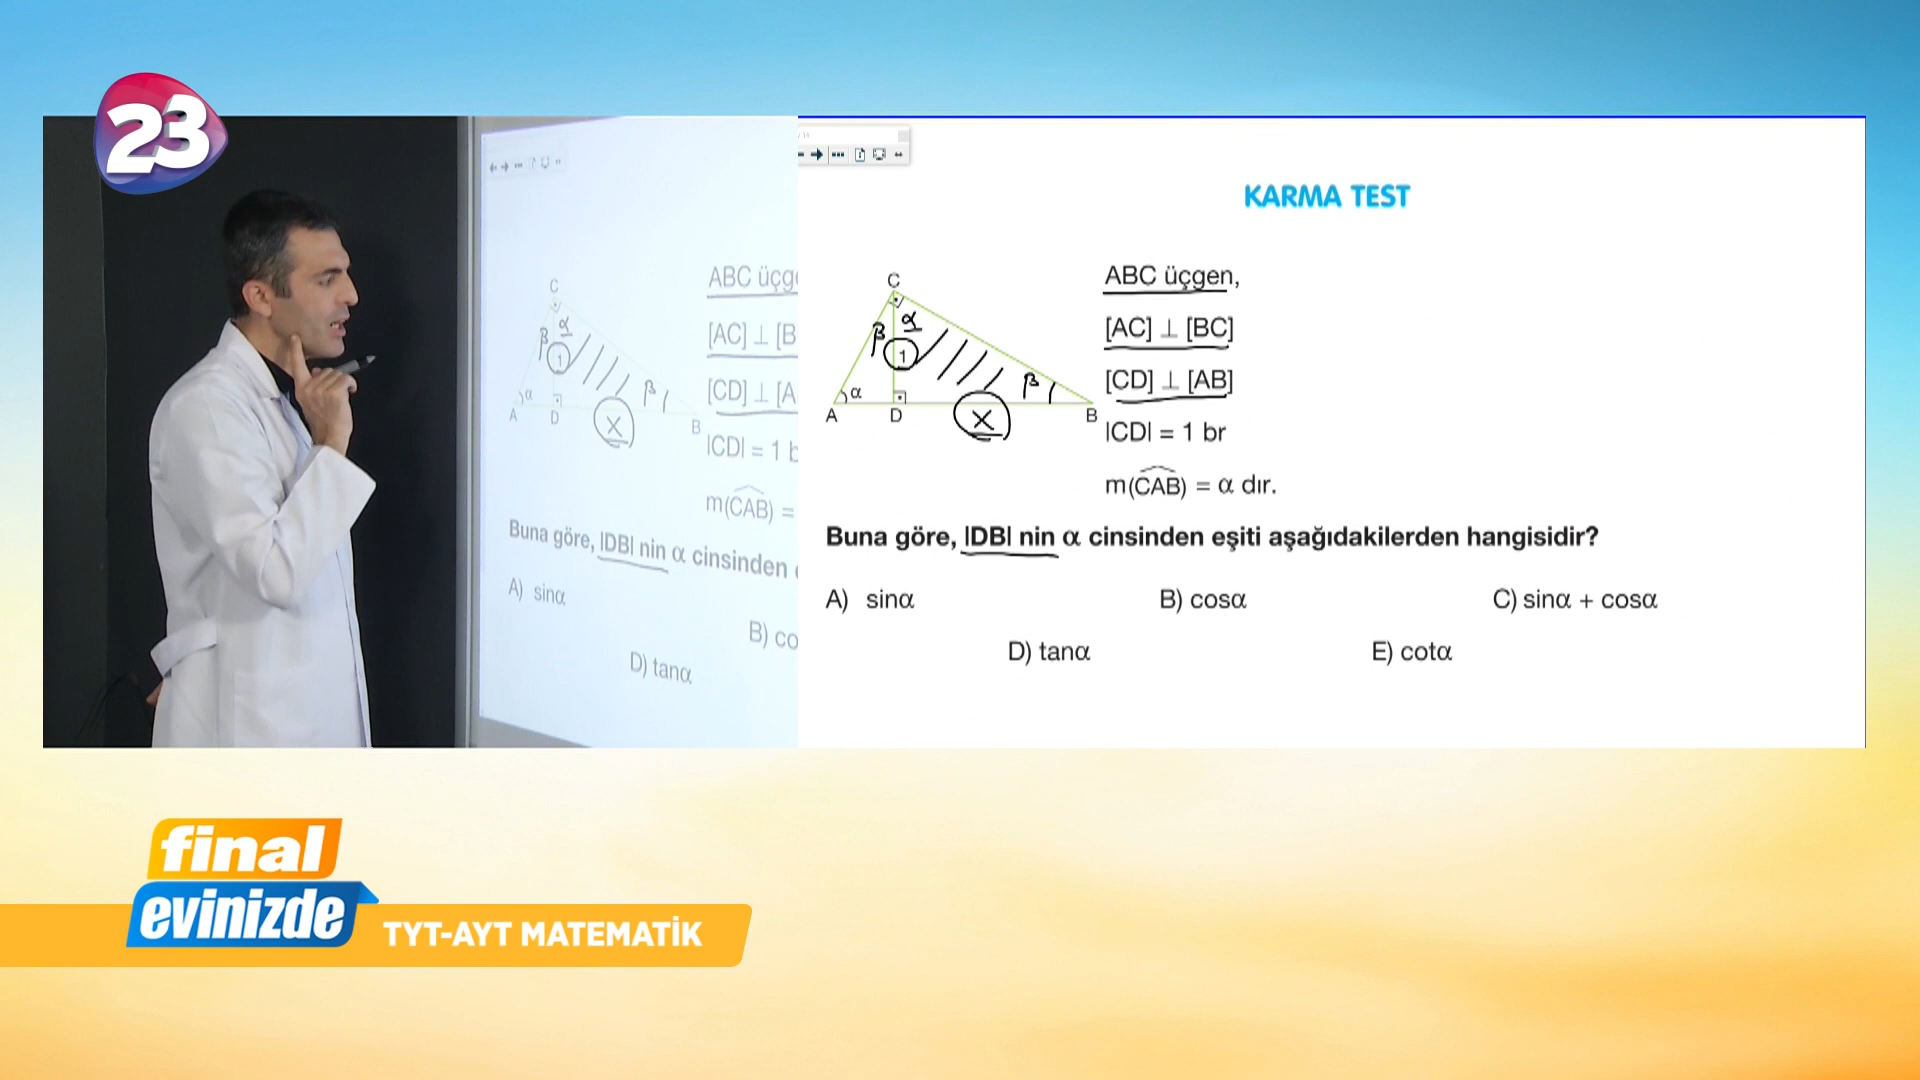 23
/ 14
KARMA TEST
C
β α
1
α
β
A
D
X
B
ABC üçgen,
[AC] ⊥ [BC]
[CD] ⊥ [AB]
|CD| = 1 br
m(CAB) = α dır.
Buna göre, |DB| nin α cinsinden eşiti aşağıdakilerden hangisidir?
A) sinα
B) cosα
C) sinα + cosα
D) tanα
E) cotα
C
β α
1
α
β
A
D
X
B
ABC üçg
[AC] ⊥ [B
[CD] ⊥ [A
|CD| = 1 b
m(CAB) =
Buna göre, |DB| nin α cinsinden
A) sinα
B) co
D) tanα
final
evinizde
TYT-AYT MATEMATİK